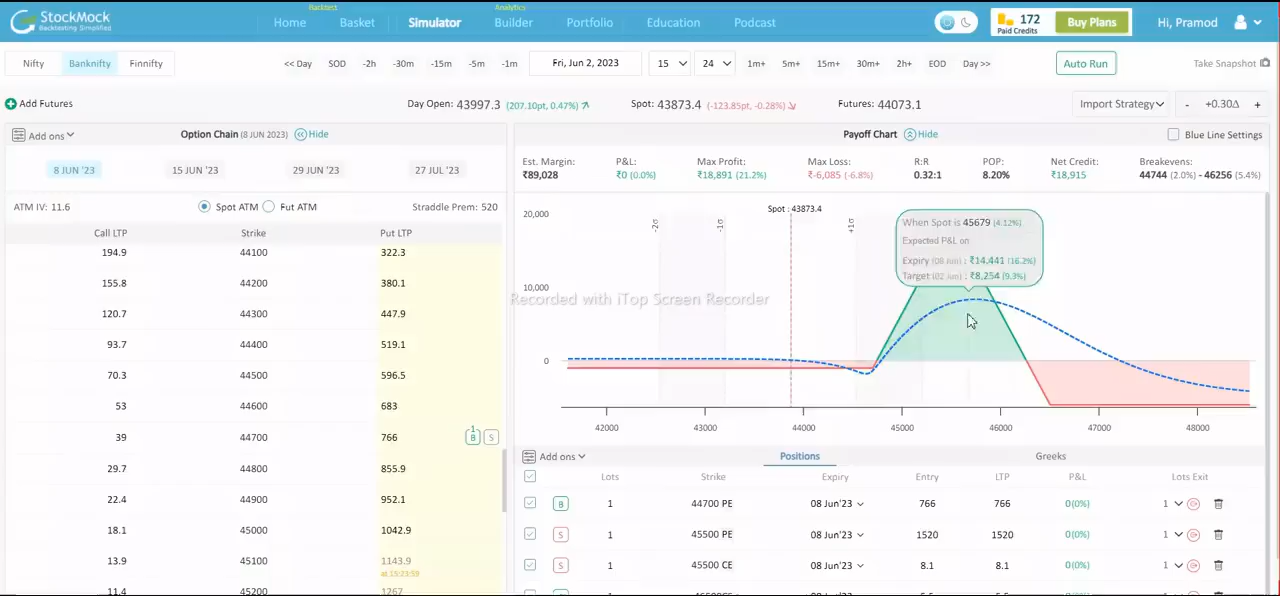 Backtest
Analytics
StockMock
Backtesting Simplified
Home Basket Simulator Builder Portfolio Education Podcast
172
Paid Credits
Buy Plans
Hi, Pramod
Nifty Banknifty Finnifty
<< Day SOD -2h -30m -15m -5m -1m Fri, Jun 2, 2023 15 24 1m+ 5m+ 15m+ 30m+ 2h+ EOD Day >>
Auto Run
Take Snapshot
Add Futures
Day Open: 43997.3 (207.10pt, 0.47%) Spot: 43873.4 (-123.85pt, -0.28%) Futures: 44073.1
Import Strategy
- +0.30Δ +
Add ons Option Chain (8 JUN 2023) Hide
8 JUN '23 15 JUN '23 29 JUN '23 27 JUL '23
ATM IV: 11.6 Spot ATM Fut ATM Straddle Prem: 520
Call LTP Strike Put LTP
194.9 44100 322.3
155.8 44200 380.1
120.7 44300 447.9
93.7 44400 519.1
70.3 44500 596.5
53 44600 683
39 44700 766 1 B S
29.7 44800 855.9
22.4 44900 952.1
18.1 45000 1042.9
13.9 45100 1143.9
at 15:23:59
11.4 45200 1267
Payoff Chart Hide Blue Line Settings
Est. Margin: P&L: Max Profit: Max Loss: R:R POP: Net Credit: Breakevens:
₹89,028 ₹0 (0.0%) ₹18,891 (21.2%) ₹-6,085 (-6.8%) 0.32:1 8.20% ₹18,915 44744 (2.0%) - 46256 (5.4%)
Spot : 43873.4
20,000
-2σ -1σ +1σ
When Spot is 45679 (4.12%)
Expected P&L on
Expiry (08 Jun) : ₹14,441 (16.2%)
Target (02 Jun) : ₹8,254 (9.3%)
10,000
Recorded with iTop Screen Recorder
0
42000 43000 44000 45000 46000 47000 48000
Add ons Positions Greeks
Lots Strike Expiry Entry LTP P&L Lots Exit
B 1 44700 PE 08 Jun'23 766 766 0(0%) 1
S 1 45500 PE 08 Jun'23 1520 1520 0(0%) 1
S 1 45500 CE 08 Jun'23 8.1 8.1 0(0%) 1